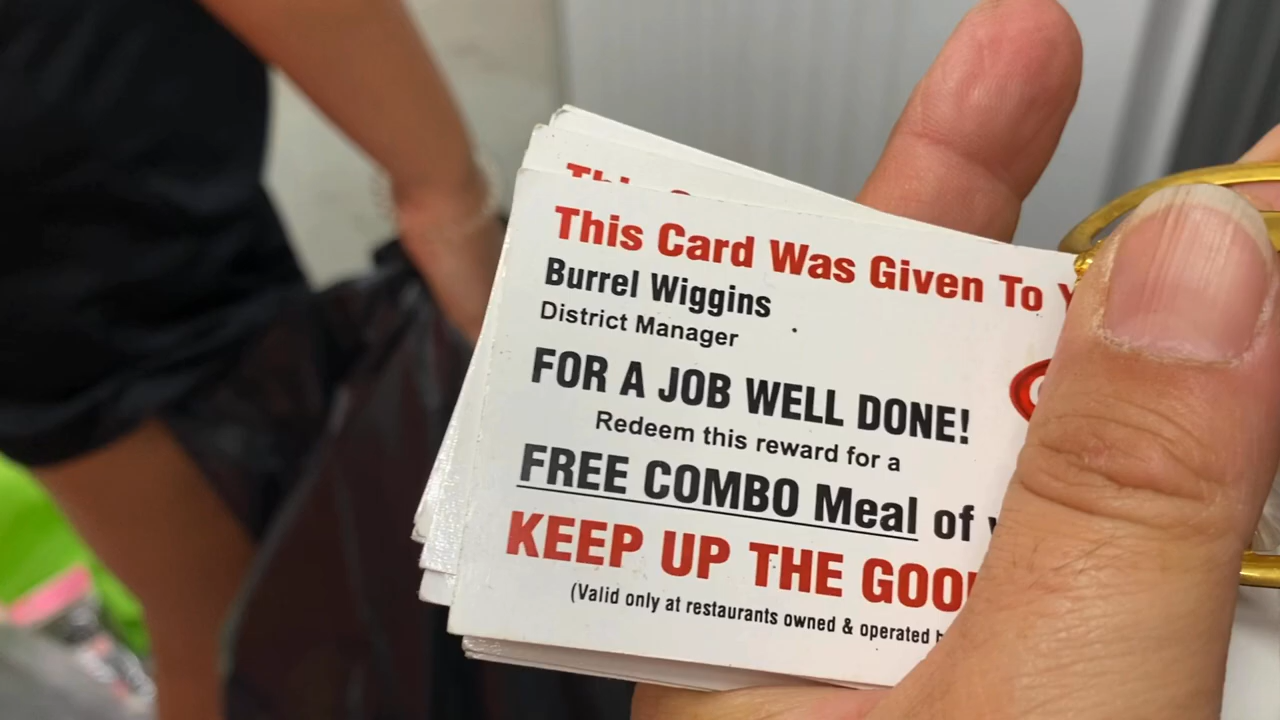 This Card Was Given To
Burrel Wiggins
District Manager
FOR A JOB WELL DONE!
Redeem this reward for a
FREE COMBO Meal of
KEEP UP THE
(Valid only at restaurants owned & operated